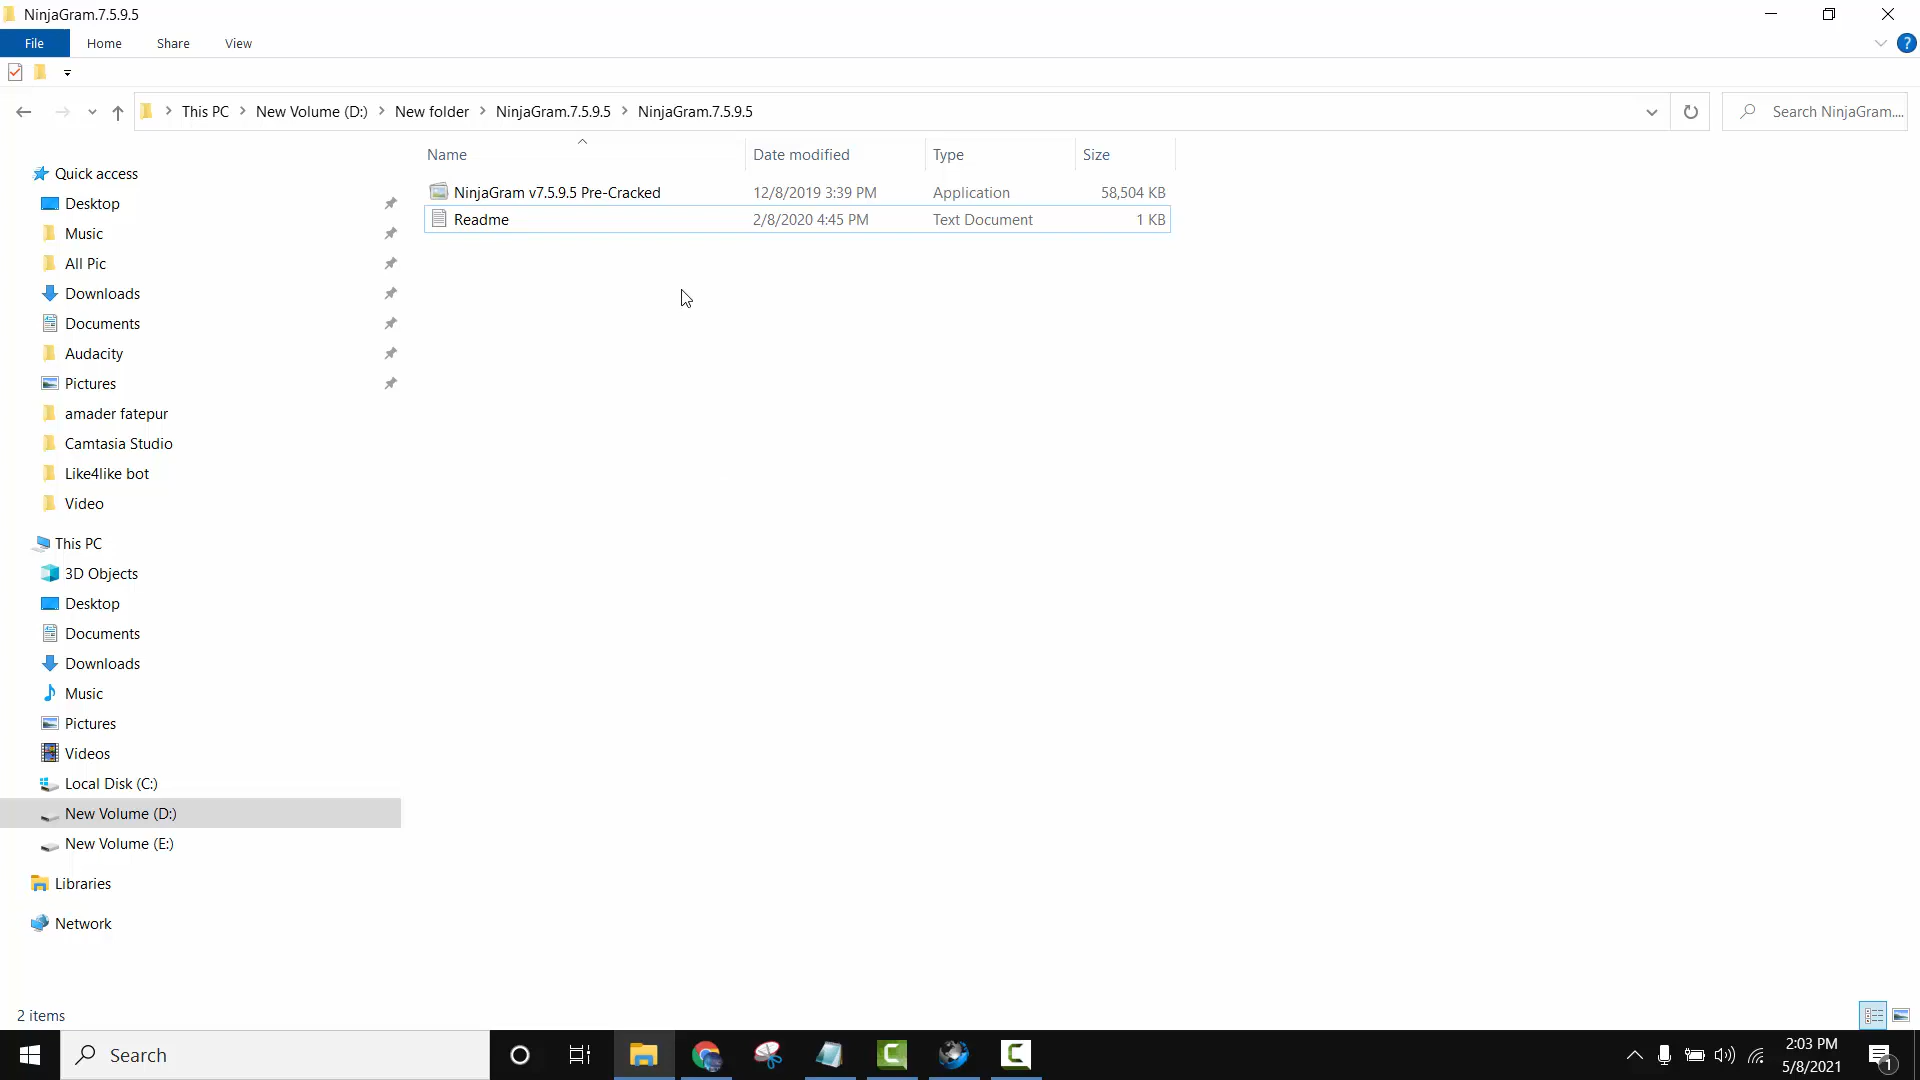 NinjaGram.7.5.9.5
File Home Share View
This PC New Volume (D:) New folder NinjaGram.7.5.9.5 NinjaGram.7.5.9.5
Search NinjaGram....
Name Date modified Type Size
NinjaGram v7.5.9.5 Pre-Cracked 12/8/2019 3:39 PM Application 58,504 KB
Readme 2/8/2020 4:45 PM Text Document 1 KB
Quick access
Desktop
Music
All Pic
Downloads
Documents
Audacity
Pictures
amader fatepur
Camtasia Studio
Like4like bot
Video
This PC
3D Objects
Desktop
Documents
Downloads
Music
Pictures
Videos
Local Disk (C:)
New Volume (D:)
New Volume (E:)
Libraries
Network
2 items
Search
2:03 PM
5/8/2021
1